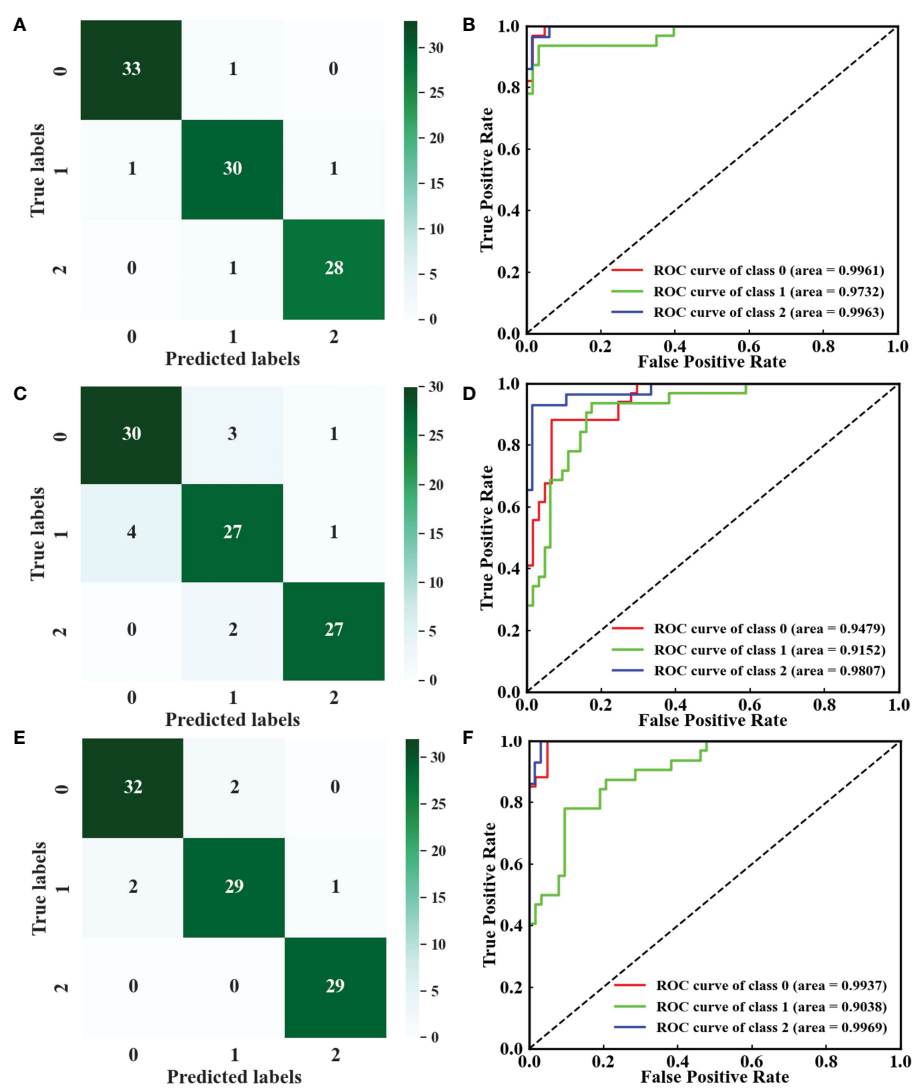 A
33 1 0
1 30 1
0 1 28
0 1 2
0 1 2
True labels
Predicted labels
30
25
20
15
10
5
0
B
1.0
0.8
0.6
0.4
0.2
0.0
0.0 0.2 0.4 0.6 0.8 1.0
True Positive Rate
False Positive Rate
ROC curve of class 0 (area = 0.9961)
ROC curve of class 1 (area = 0.9732)
ROC curve of class 2 (area = 0.9963)
C
30 3 1
4 27 1
0 2 27
0 1 2
0 1 2
True labels
Predicted labels
30
25
20
15
10
5
0
D
1.0
0.8
0.6
0.4
0.2
0.0
0.0 0.2 0.4 0.6 0.8 1.0
True Positive Rate
False Positive Rate
ROC curve of class 0 (area = 0.9479)
ROC curve of class 1 (area = 0.9152)
ROC curve of class 2 (area = 0.9807)
E
32 2 0
2 29 1
0 0 29
0 1 2
0 1 2
True labels
Predicted labels
30
25
20
15
10
5
0
F
1.0
0.8
0.6
0.4
0.2
0.0
0.0 0.2 0.4 0.6 0.8 1.0
True Positive Rate
False Positive Rate
ROC curve of class 0 (area = 0.9937)
ROC curve of class 1 (area = 0.9038)
ROC curve of class 2 (area = 0.9969)